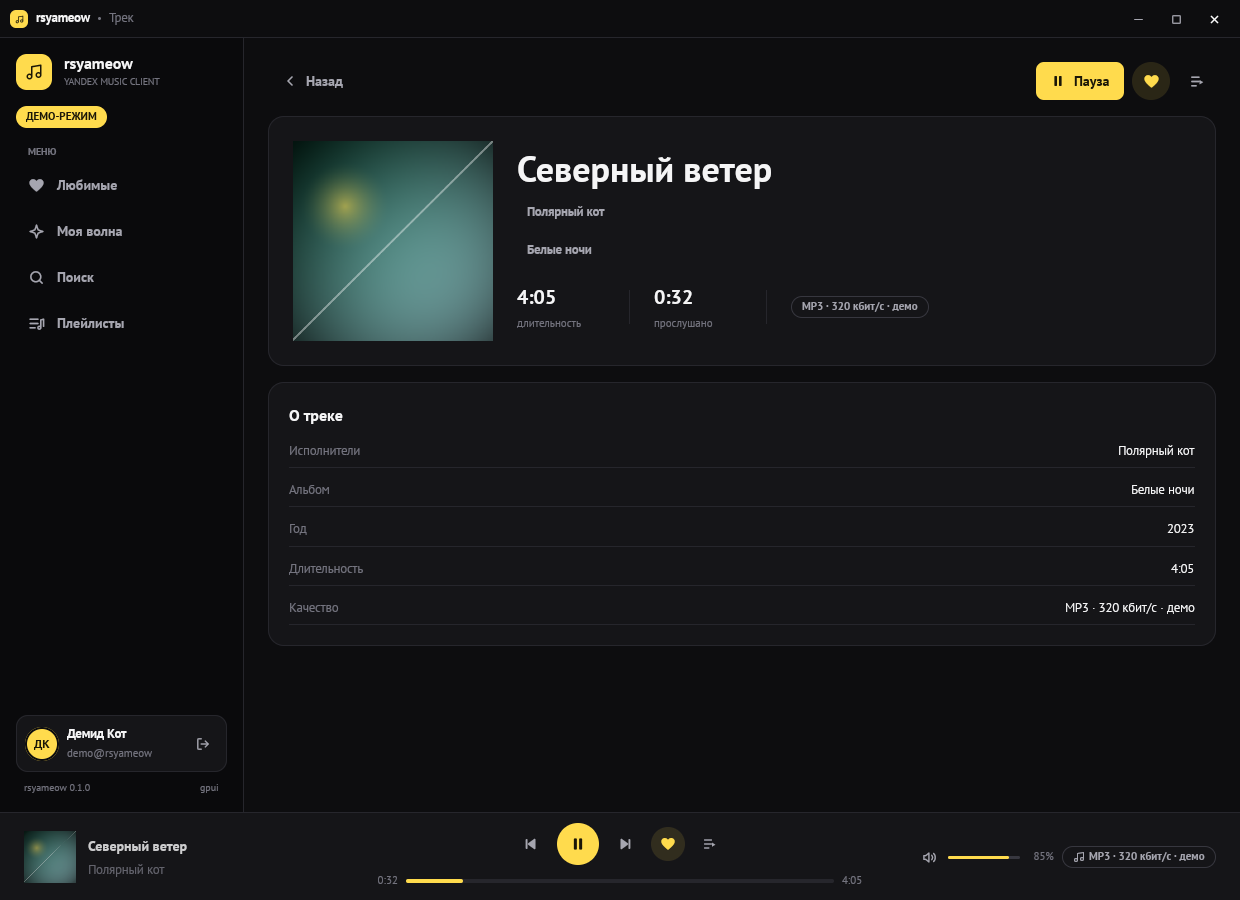 rsyameow • Трек
rsyameow
YANDEX MUSIC CLIENT
ДЕМО-РЕЖИМ
МЕНЮ
Любимые
Моя волна
Поиск
Плейлисты
Демид Кот
ДК
demo@rsyameow
rsyameow 0.1.0
gpui
Назад
Пауза
Северный ветер
Полярный кот
Белые ночи
4:05
длительность
0:32
прослушано
MP3 · 320 кбит/с · демо
О треке
Исполнители Полярный кот
Альбом Белые ночи
Год 2023
Длительность 4:05
Качество MP3 · 320 кбит/с · демо
Северный ветер
Полярный кот
0:32
4:05
85%
MP3 · 320 кбит/с · демо